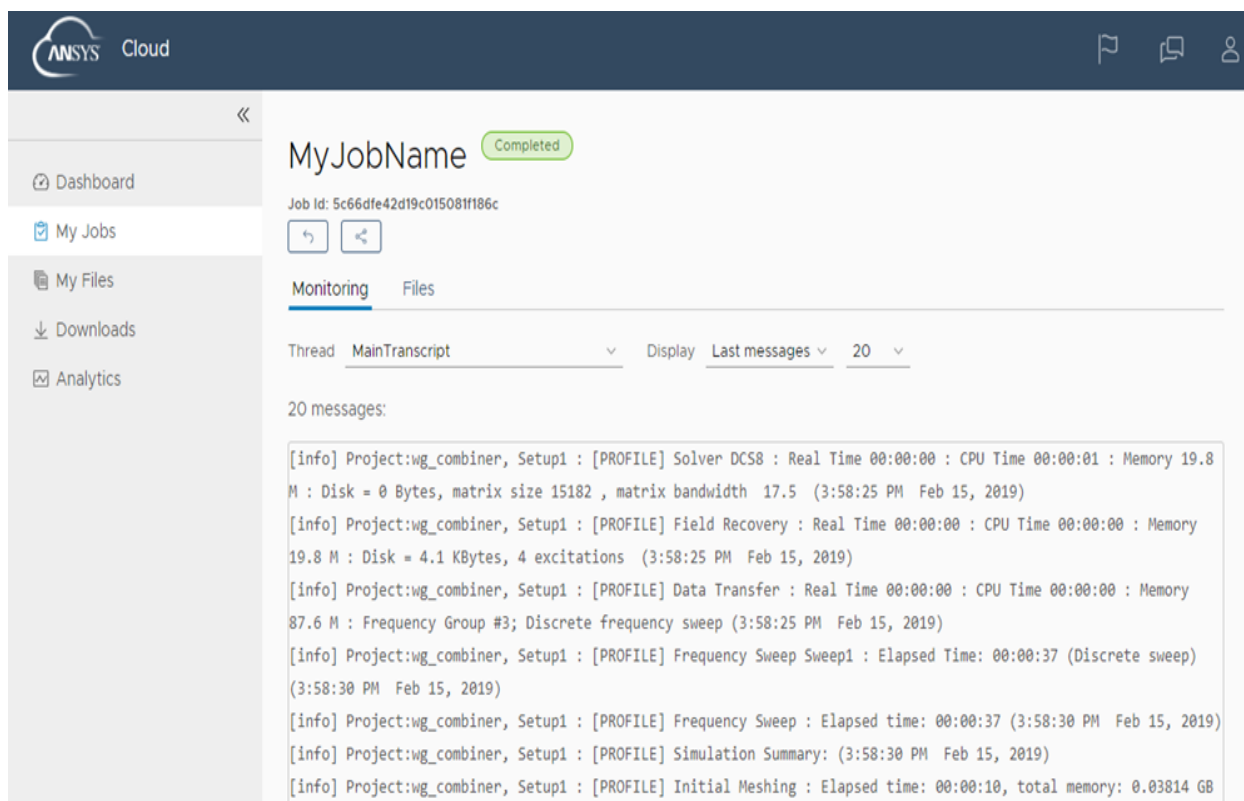 ANSYS Cloud
Dashboard
My Jobs
My Files
Downloads
Analytics
MyJobName Completed
Job Id: 5c66dfe42d19c015081f186c
Monitoring Files
Thread MainTranscript Display Last messages 20
20 messages:
[info] Project:wg_combiner, Setup1 : [PROFILE] Solver DCS8 : Real Time 00:00:00 : CPU Time 00:00:01 : Memory 19.8
M : Disk = 0 Bytes, matrix size 15182 , matrix bandwidth 17.5 (3:58:25 PM Feb 15, 2019)
[info] Project:wg_combiner, Setup1 : [PROFILE] Field Recovery : Real Time 00:00:00 : CPU Time 00:00:00 : Memory
19.8 M : Disk = 4.1 KBytes, 4 excitations (3:58:25 PM Feb 15, 2019)
[info] Project:wg_combiner, Setup1 : [PROFILE] Data Transfer : Real Time 00:00:00 : CPU Time 00:00:00 : Memory
87.6 M : Frequency Group #3; Discrete frequency sweep (3:58:25 PM Feb 15, 2019)
[info] Project:wg_combiner, Setup1 : [PROFILE] Frequency Sweep Sweep1 : Elapsed Time: 00:00:37 (Discrete sweep)
(3:58:30 PM Feb 15, 2019)
[info] Project:wg_combiner, Setup1 : [PROFILE] Frequency Sweep : Elapsed time: 00:00:37 (3:58:30 PM Feb 15, 2019)
[info] Project:wg_combiner, Setup1 : [PROFILE] Simulation Summary: (3:58:30 PM Feb 15, 2019)
[info] Project:wg_combiner, Setup1 : [PROFILE] Initial Meshing : Elapsed time: 00:00:10, total memory: 0.03814 GB